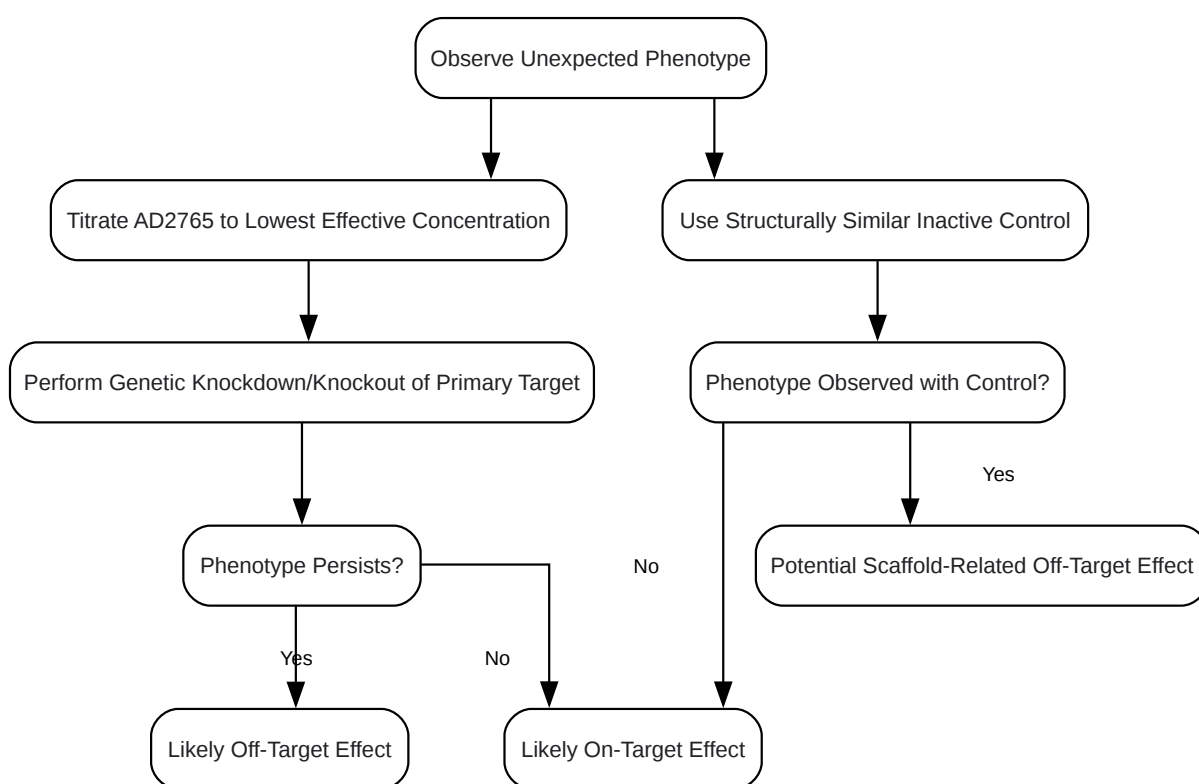 Observe Unexpected Phenotype
Titrate AD2765 to Lowest Effective Concentration
Use Structurally Similar Inactive Control
Perform Genetic Knockdown/Knockout of Primary Target
Phenotype Observed with Control?
Yes
Phenotype Persists?
No
Potential Scaffold-Related Off-Target Effect
Yes
No
Likely Off-Target Effect
Likely On-Target Effect